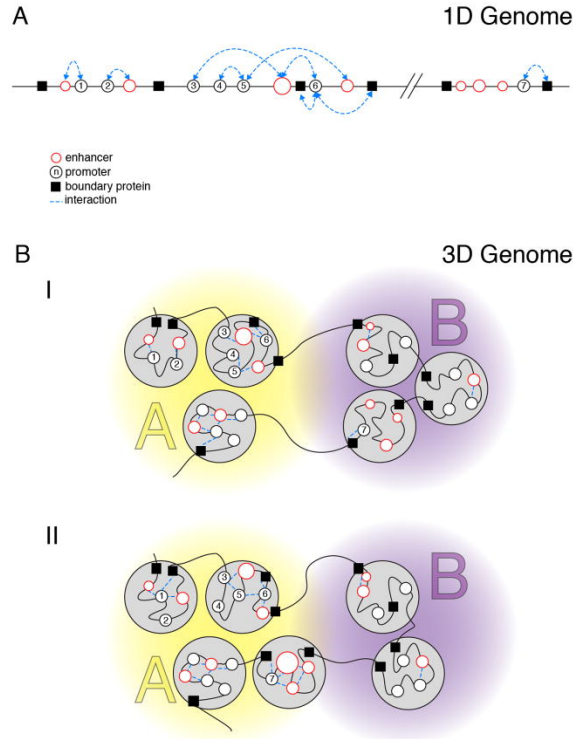 A
1D Genome
1 2 3 4 5 6 7
enhancer
n promoter
boundary protein
interaction
B
3D Genome
I
B
3
6
1
2
4
5
A
7
II
B
3
1
5
6
2
4
A
7